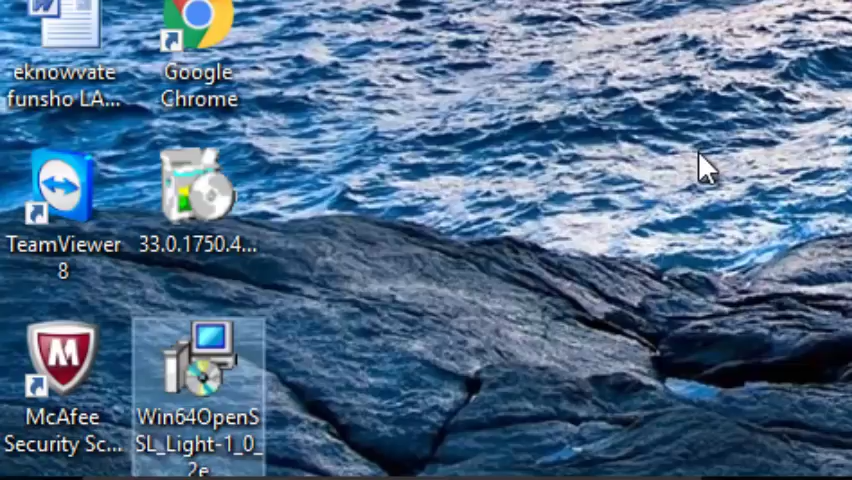 eknowvate
funsho LA...
Google
Chrome
TeamViewer
8
33.0.1750.4...
McAfee
Security Sc...
Win64OpenS
SL_Light-1_0_
2e